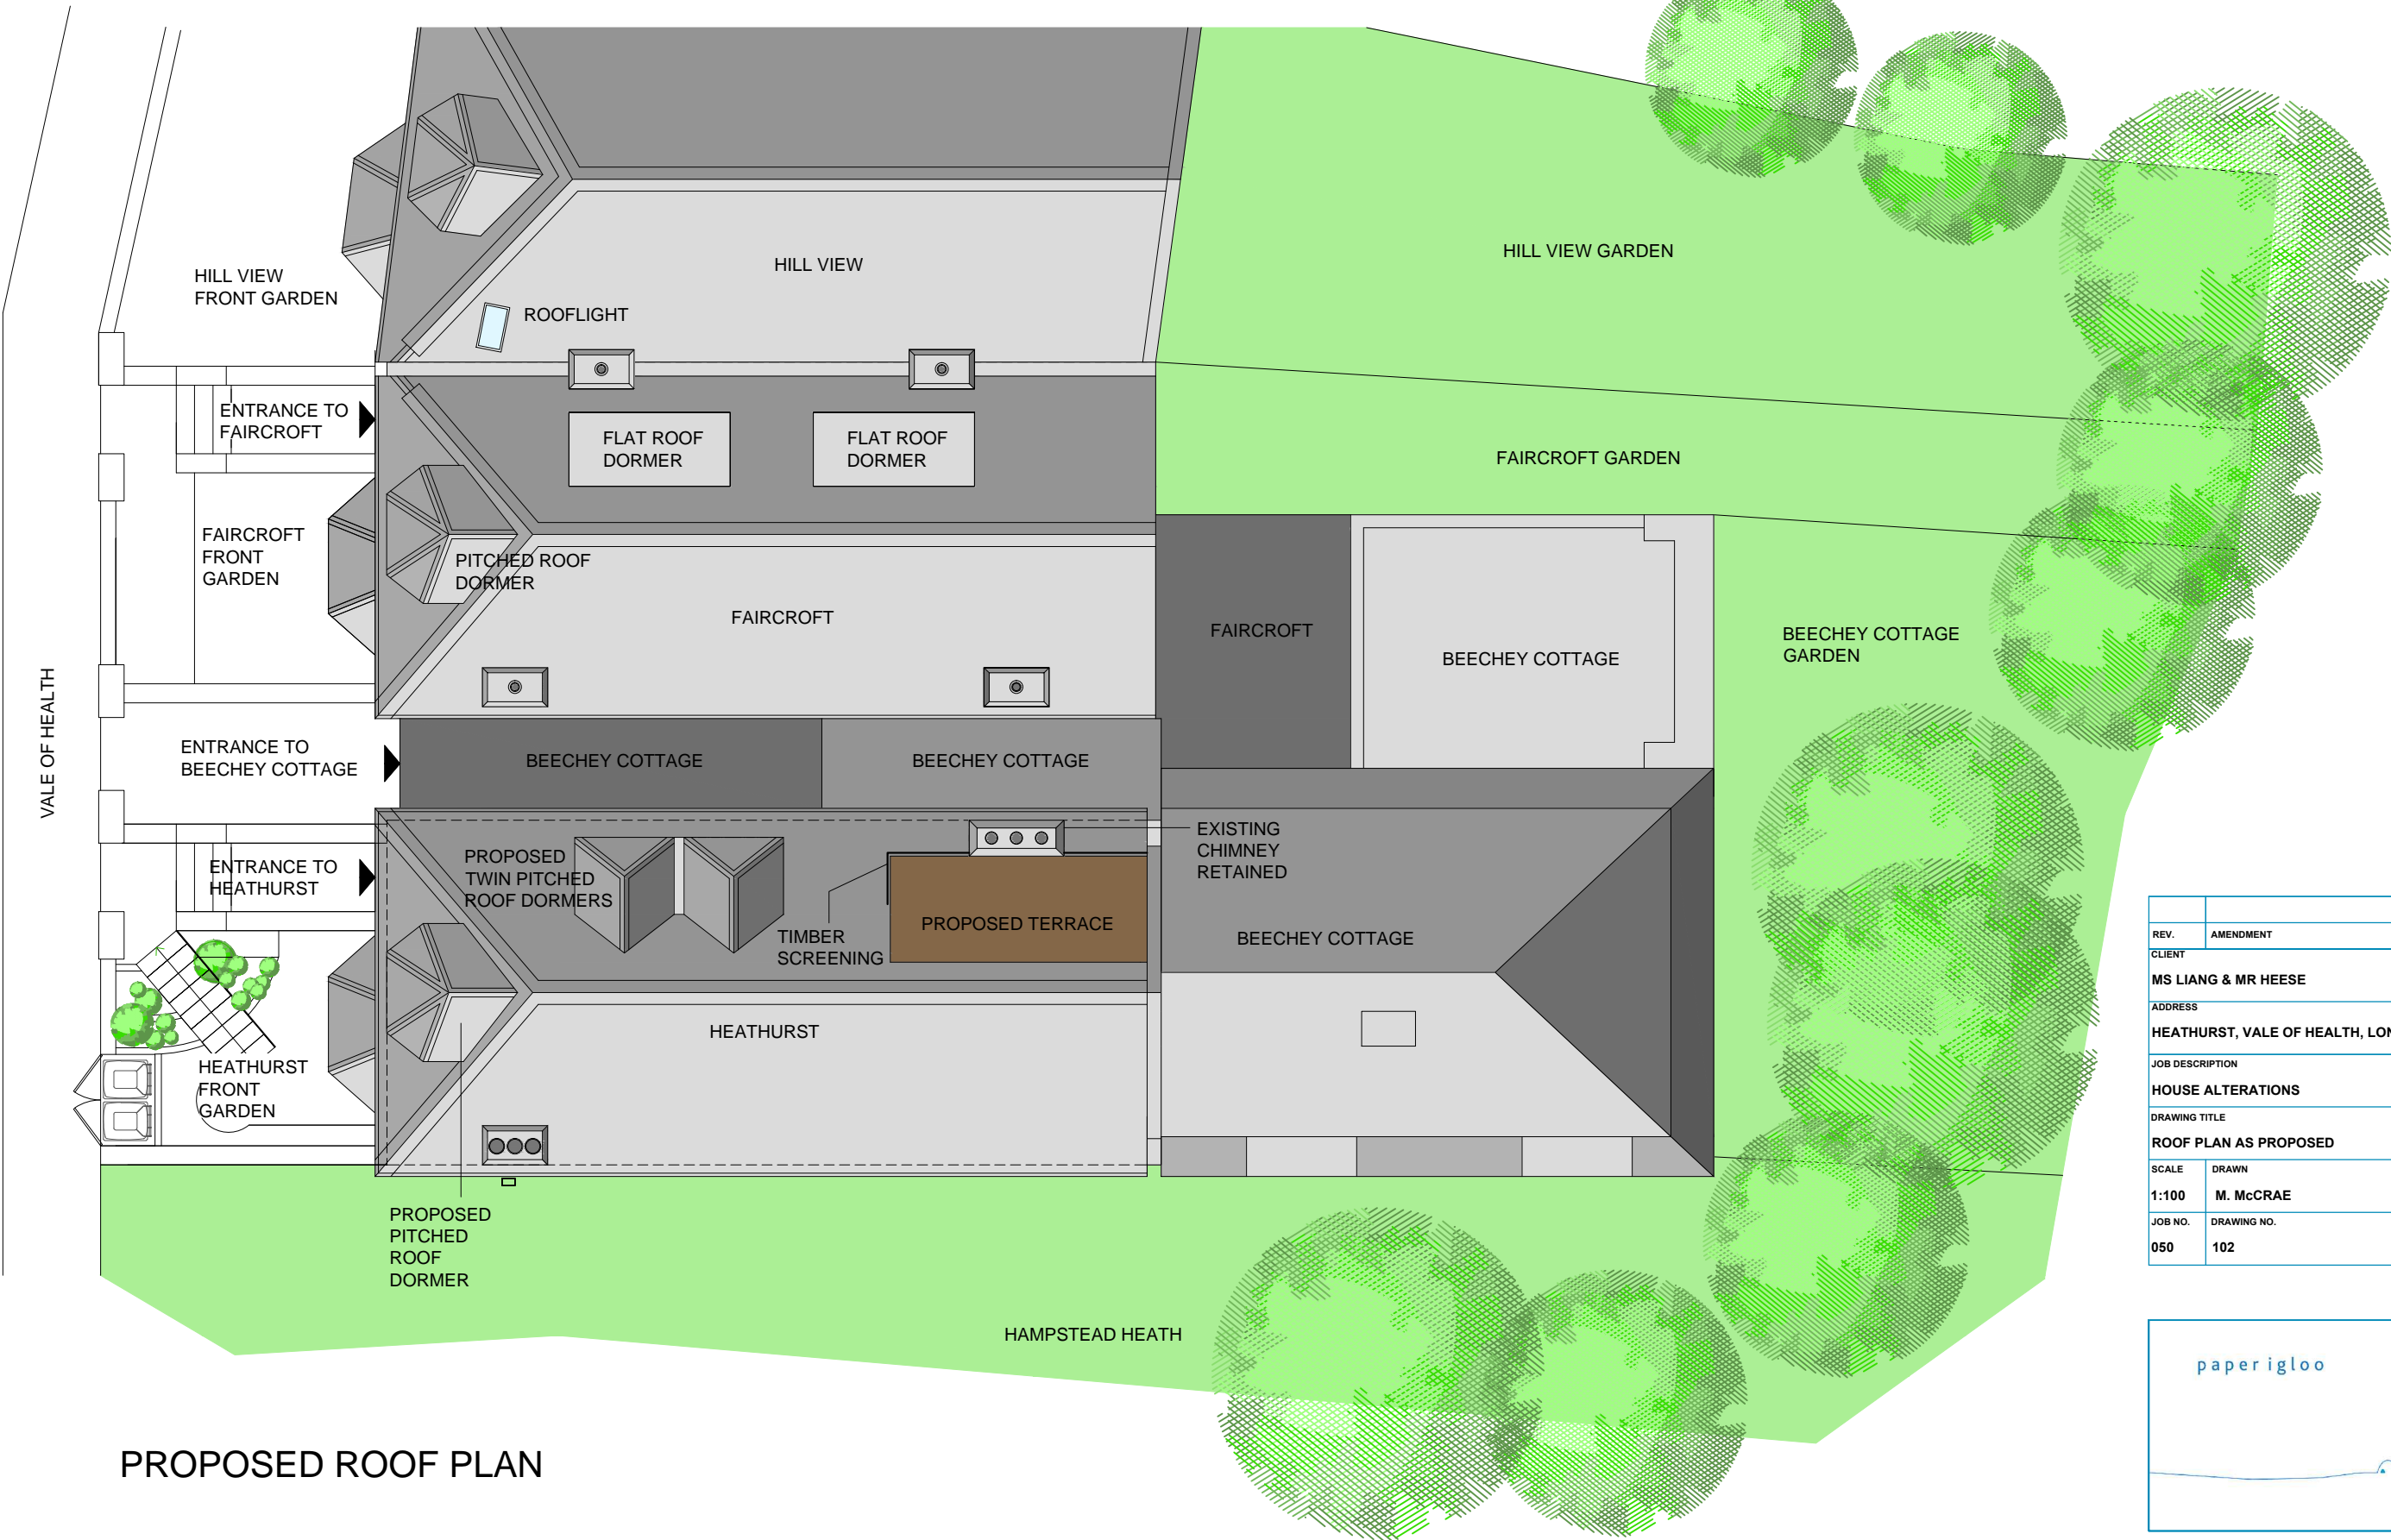 HILL VIEW
FRONT GARDEN
HILL VIEW
HILL VIEW GARDEN
ROOFLIGHT
ENTRANCE TO
FAIRCROFT
FLAT ROOF
DORMER
FLAT ROOF
DORMER
FAIRCROFT GARDEN
FAIRCROFT
FRONT
GARDEN
PITCHED ROOF
DORMER
FAIRCROFT
FAIRCROFT
BEECHEY COTTAGE
BEECHEY COTTAGE
GARDEN
VALE OF HEALTH
ENTRANCE TO
BEECHEY COTTAGE
BEECHEY COTTAGE
BEECHEY COTTAGE
EXISTING
CHIMNEY
RETAINED
ENTRANCE TO
HEATHURST
PROPOSED
TWIN PITCHED
ROOF DORMERS
TIMBER
SCREENING
PROPOSED TERRACE
BEECHEY COTTAGE
HEATHURST
HEATHURST
FRONT
GARDEN
PROPOSED
PITCHED
ROOF
DORMER
HAMPSTEAD HEATH
PROPOSED ROOF PLAN
REV. AMENDMENT
CLIENT
MS LIANG & MR HEESE
ADDRESS
HEATHURST, VALE OF HEALTH, LON
JOB DESCRIPTION
HOUSE ALTERATIONS
DRAWING TITLE
ROOF PLAN AS PROPOSED
SCALE DRAWN
1:100 M. McCRAE
JOB NO. DRAWING NO.
050 102
paper igloo